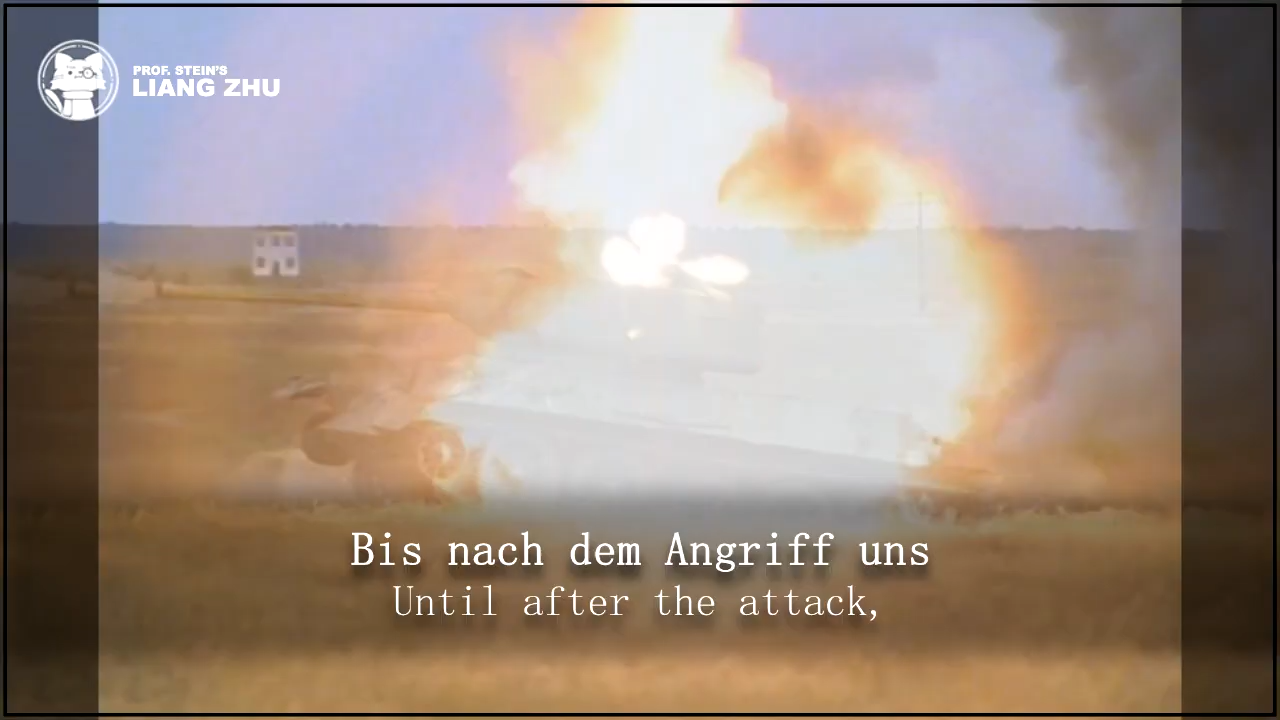 PROF. STEIN'S
LIANG ZHU
Bis nach dem Angriff uns
Until after the attack,